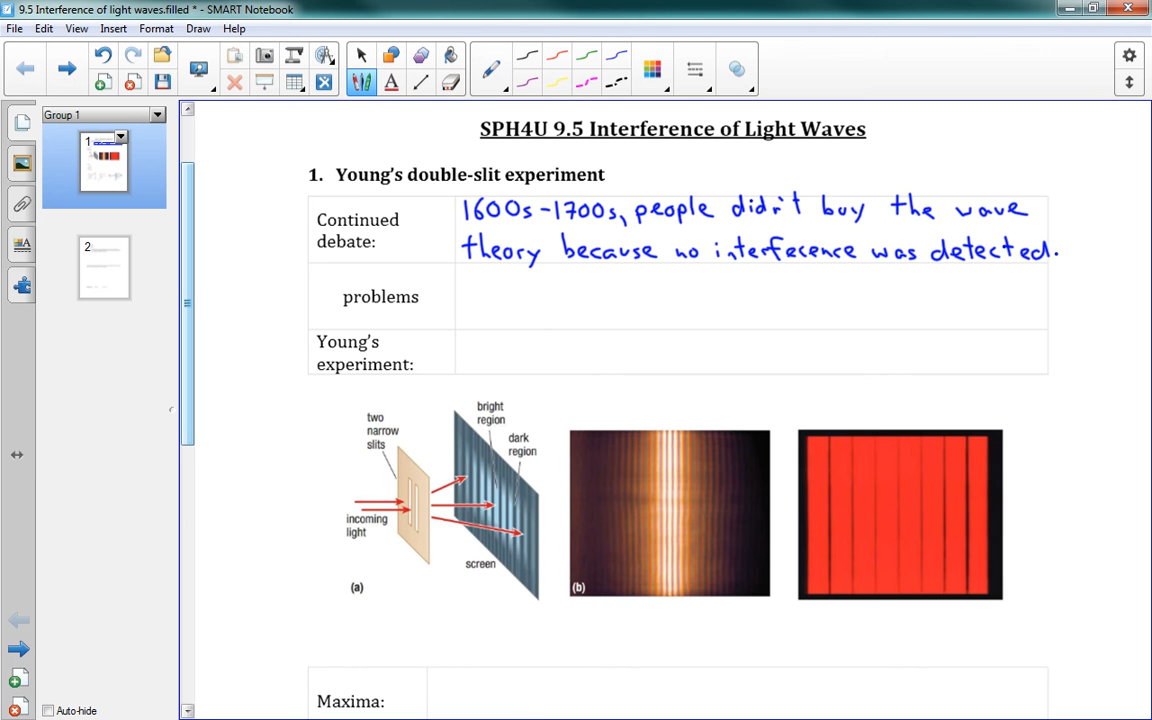 9.5 Interference of light waves.filled * - SMART Notebook
File Edit View Insert Format Draw Help
Group 1
1
2
Auto-hide
SPH4U 9.5 Interference of Light Waves
1. Young's double-slit experiment
Continued
debate:
1600s-1700s, people didn't buy the wave
theory because no interference was detected.
problems
Young's
experiment:
two
narrow
slits
bright
region
dark
region
incoming
light
screen
(a)
(b)
Maxima: